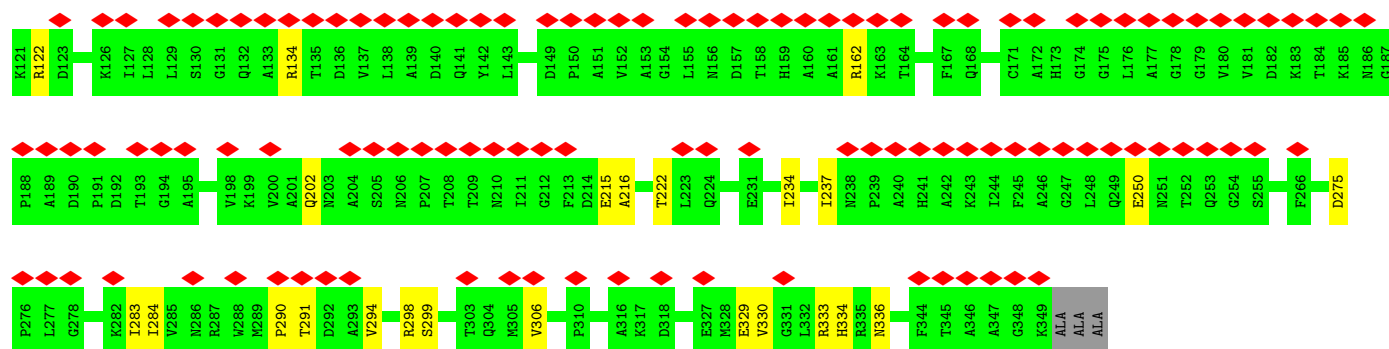 K121 R122 D123 K126 I127 L128 L129 S130 G131 Q132 A133 R134 T135 D136 V137 L138 A139 D140 Q141 Y142 L143 D149 P150 A151 V152 A153 G154 L155 N156 D157 T158 H159 A160 A161 R162 K163 T164 F167 Q168 C171 A172 H173 G174 G175 L176 A177 G178 G179 V180 V181 D182 K183 T184 K185 N186 G187
P188 A189 D190 P191 D192 T193 G194 A195 V198 K199 V200 A201 Q202 N203 A204 S205 N206 P207 T208 T209 N210 I211 G212 F213 D214 E215 A216 T222 L223 Q224 E231 I234 I237 N238 P239 A240 H241 A242 K243 I244 F245 A246 G247 L248 Q249 E250 N251 T252 Q253 G254 S255 F266 D275
P276 L277 G278 K282 I283 I284 V285 N286 R287 W288 M289 P290 T291 D292 A293 V294 R298 S299 T303 Q304 M305 V306 P310 A316 K317 D318 E327 M328 E329 V330 G331 L332 R333 H334 R335 N336 F344 T345 A346 A347 G348 K349 ALA ALA ALA